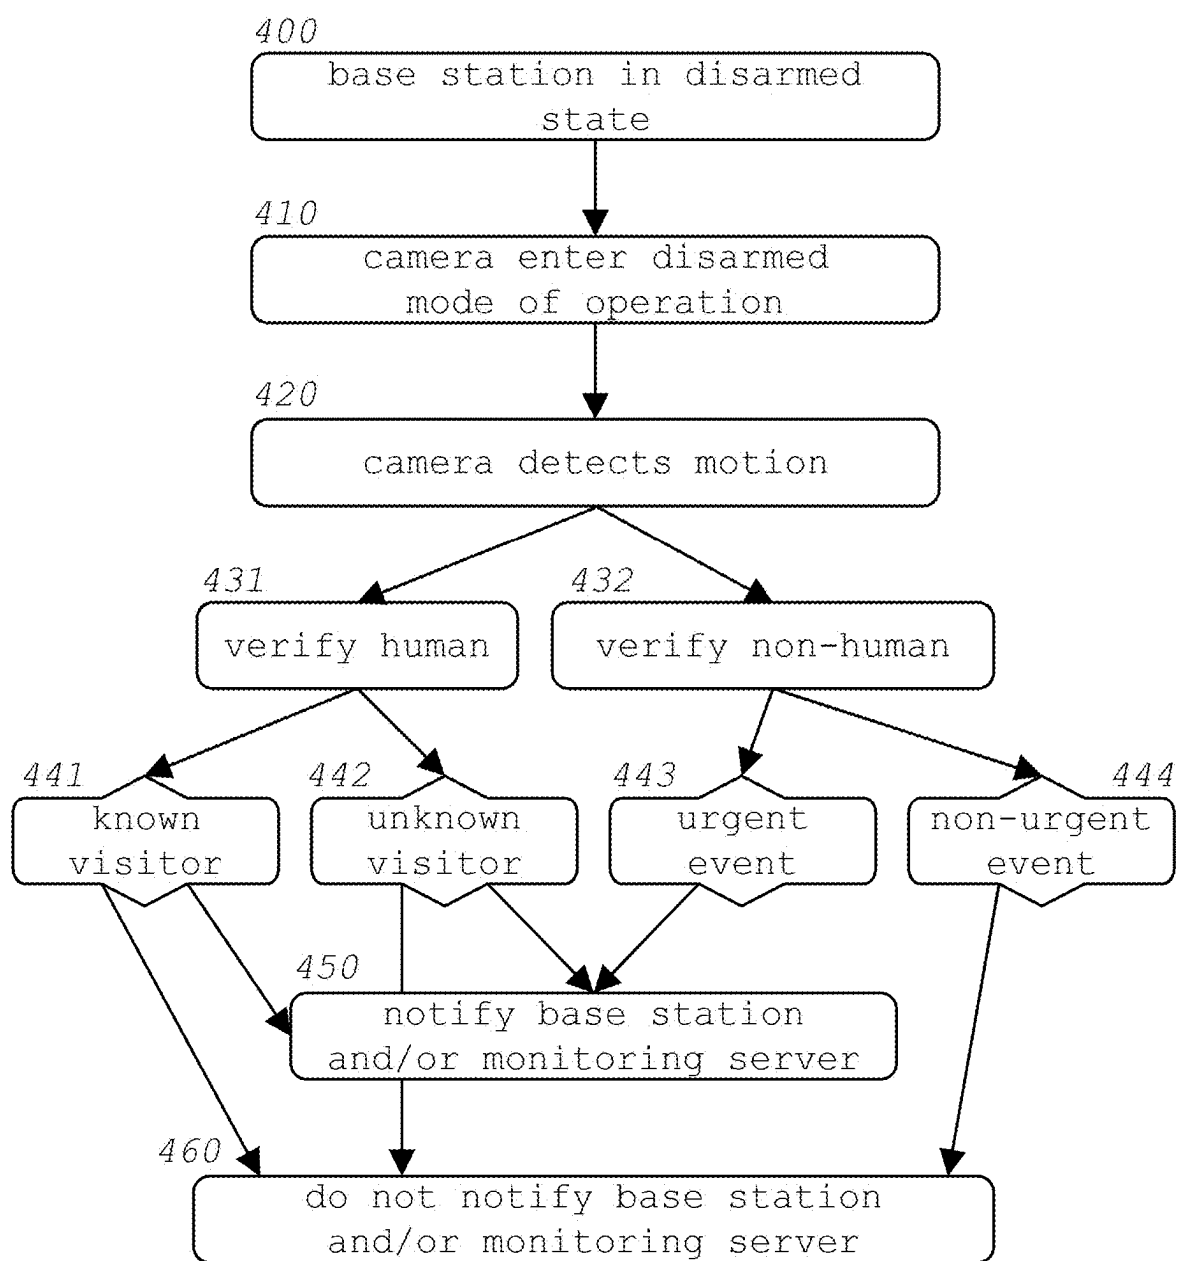 400
base station in disarmed
state
410
camera enter disarmed
mode of operation
420
camera detects motion
431
verify human
432
verify non-human
441
known
visitor
442
unknown
visitor
443
urgent
event
444
non-urgent
event
450
notify base station
and/or monitoring server
460
do not notify base station
and/or monitoring server